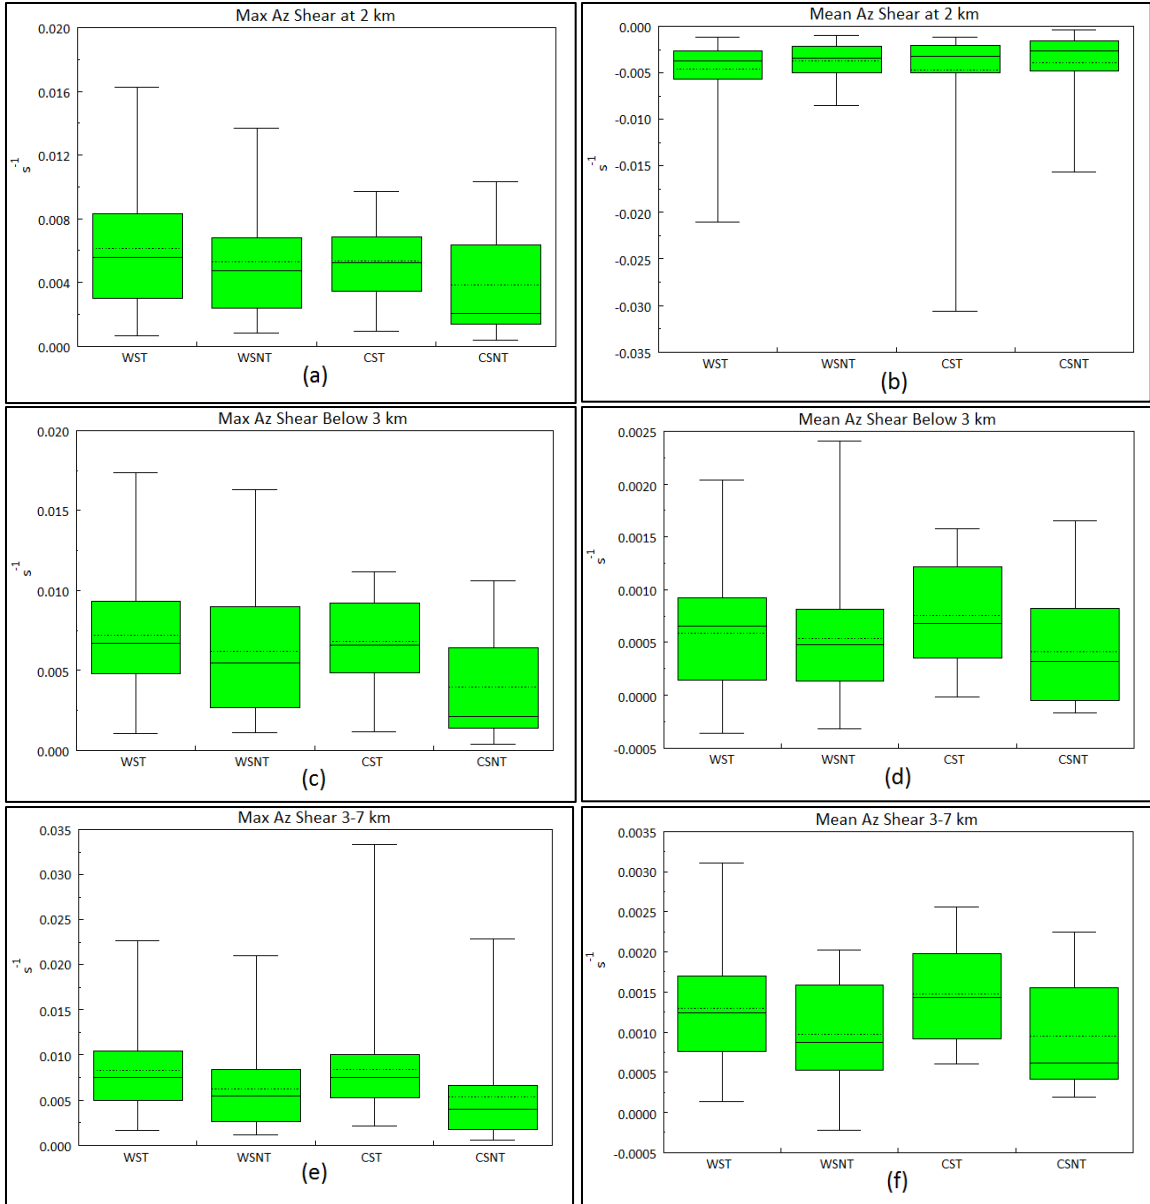 Max Az Shear at 2 km
0.020
0.016
0.012
0.008
0.004
0.000
s-1
WST WSNT CST CSNT
(a)
Mean Az Shear at 2 km
0.000
-0.005
-0.010
-0.015
-0.020
-0.025
-0.030
-0.035
s-1
WST WSNT CST CSNT
(b)
Max Az Shear Below 3 km
0.020
0.015
0.010
0.005
0.000
s-1
WST WSNT CST CSNT
(c)
Mean Az Shear Below 3 km
0.0025
0.0020
0.0015
0.0010
0.0005
0.0000
-0.0005
s-1
WST WSNT CST CSNT
(d)
Max Az Shear 3-7 km
0.035
0.030
0.025
0.020
0.015
0.010
0.005
0.000
s-1
WST WSNT CST CSNT
(e)
Mean Az Shear 3-7 km
0.0035
0.0030
0.0025
0.0020
0.0015
0.0010
0.0005
0.0000
-0.0005
s-1
WST WSNT CST CSNT
(f)